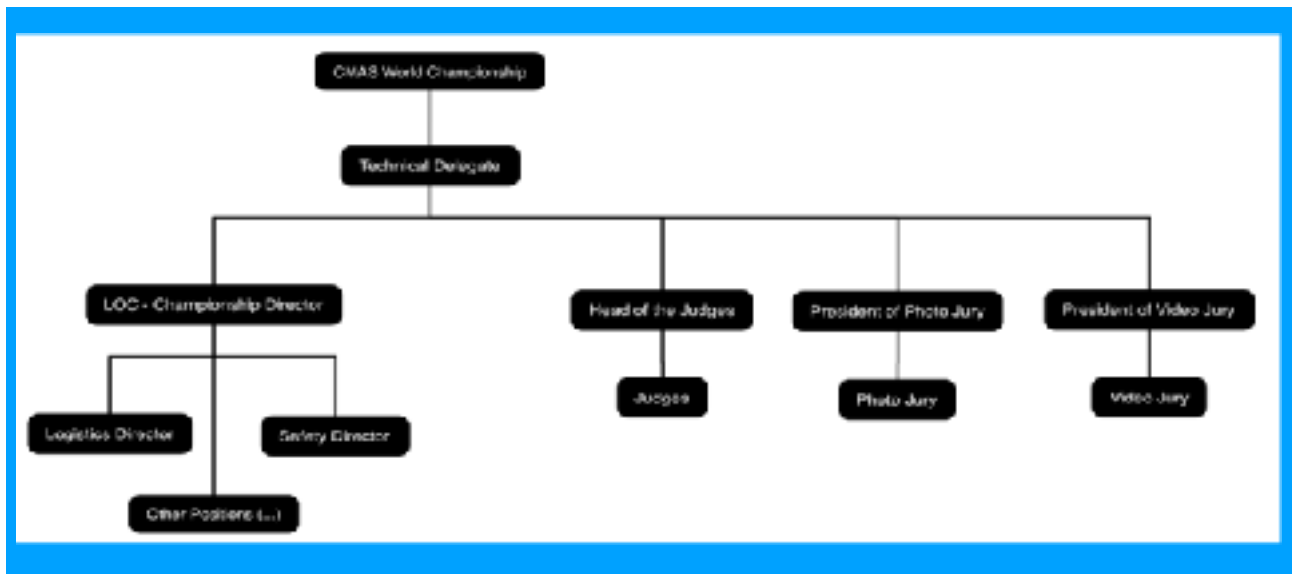 CMAS World Championship
Technical Delegate
LOC - Championship Director
Head of the Judges
President of Photo Jury
President of Video Jury
Judges
Photo Jury
Video Jury
Logistics Director
Safety Director
Other Positions (...)